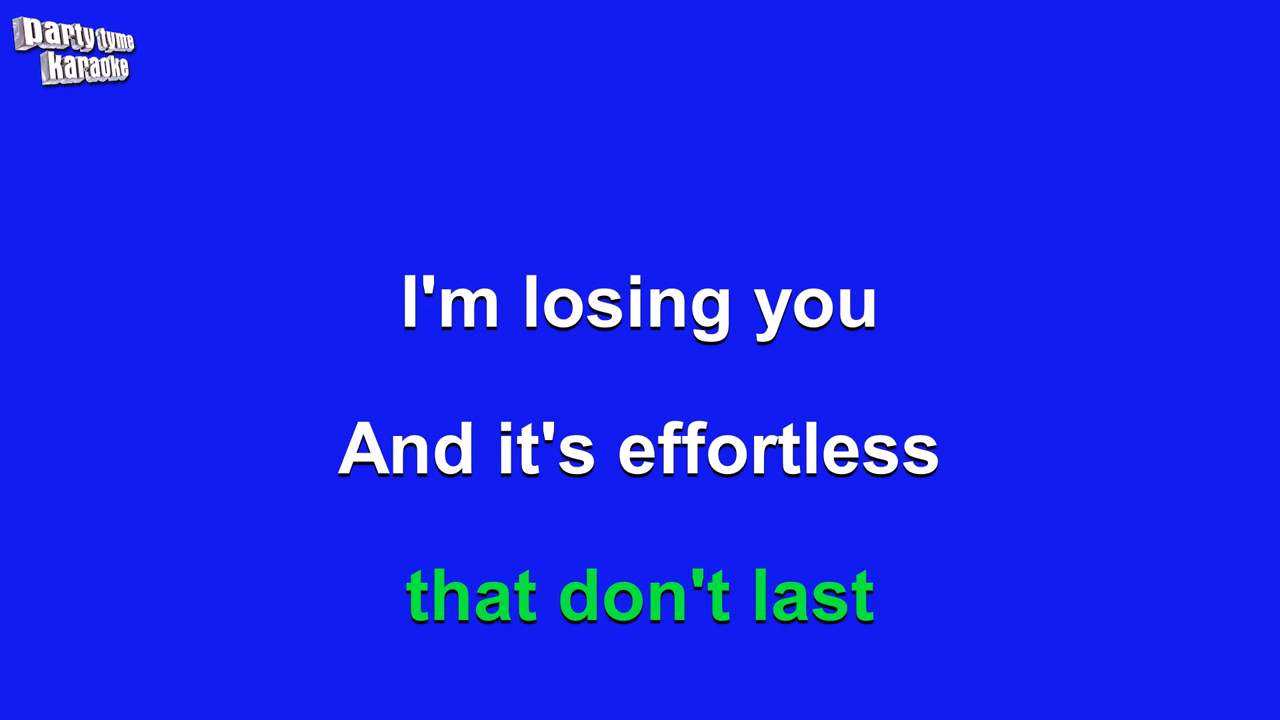 party tyme
karaoke
I'm losing you
And it's effortless
that don't last